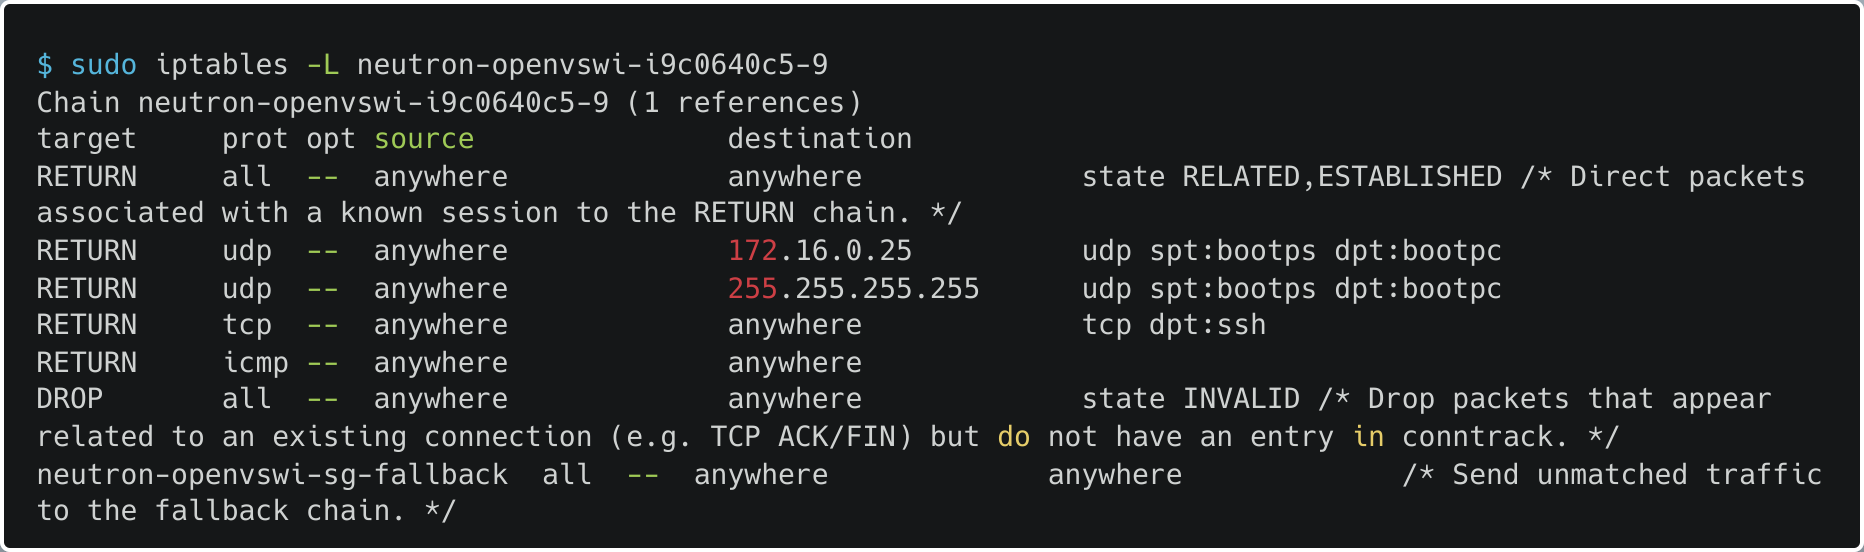 $ sudo iptables -L neutron-openvswi-i9c0640c5-9
Chain neutron-openvswi-i9c0640c5-9 (1 references)
target     prot opt source               destination
RETURN     all  --  anywhere             anywhere             state RELATED,ESTABLISHED /* Direct packets
associated with a known session to the RETURN chain. */
RETURN     udp  --  anywhere             172.16.0.25          udp spt:bootps dpt:bootpc
RETURN     udp  --  anywhere             255.255.255.255      udp spt:bootps dpt:bootpc
RETURN     tcp  --  anywhere             anywhere             tcp dpt:ssh
RETURN     icmp --  anywhere             anywhere
DROP       all  --  anywhere             anywhere             state INVALID /* Drop packets that appear
related to an existing connection (e.g. TCP ACK/FIN) but do not have an entry in conntrack. */
neutron-openvswi-sg-fallback  all  --  anywhere             anywhere             /* Send unmatched traffic
to the fallback chain. */